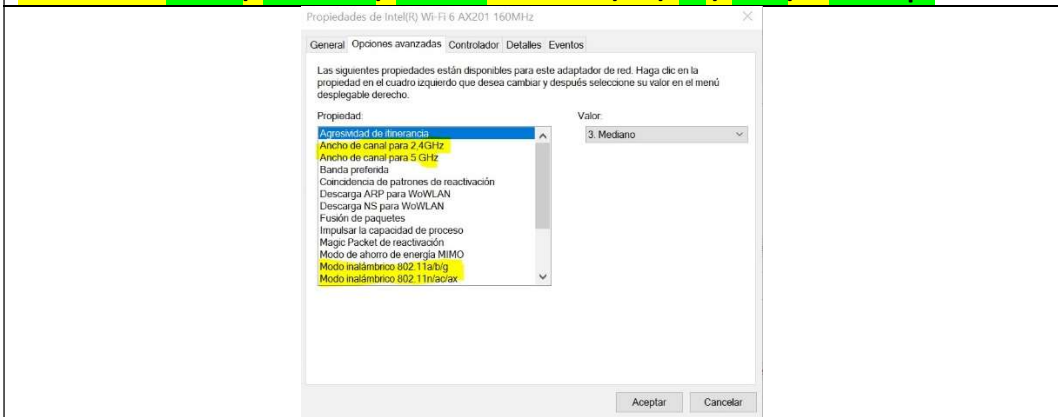 Propiedades de Intel(R) Wi-Fi 6 AX201 160MHz
General Opciones avanzadas Controlador Detalles Eventos
Las siguientes propiedades están disponibles para este adaptador de red. Haga clic en la
propiedad en el cuadro izquierdo que desea cambiar y después seleccione su valor en el menú
desplegable derecho.
Propiedad: Valor:
Agresividad de itinerancia 3. Mediano
Ancho de canal para 2,4GHz
Ancho de canal para 5 GHz
Banda preferida
Coincidencia de patrones de reactivación
Descarga ARP para WoWLAN
Descarga NS para WoWLAN
Fusión de paquetes
Impulsar la capacidad de proceso
Magic Packet de reactivación
Modo de ahorro de energía MIMO
Modo inalámbrico 802.11a/b/g
Modo inalámbrico 802.11n/ac/ax
Aceptar Cancelar